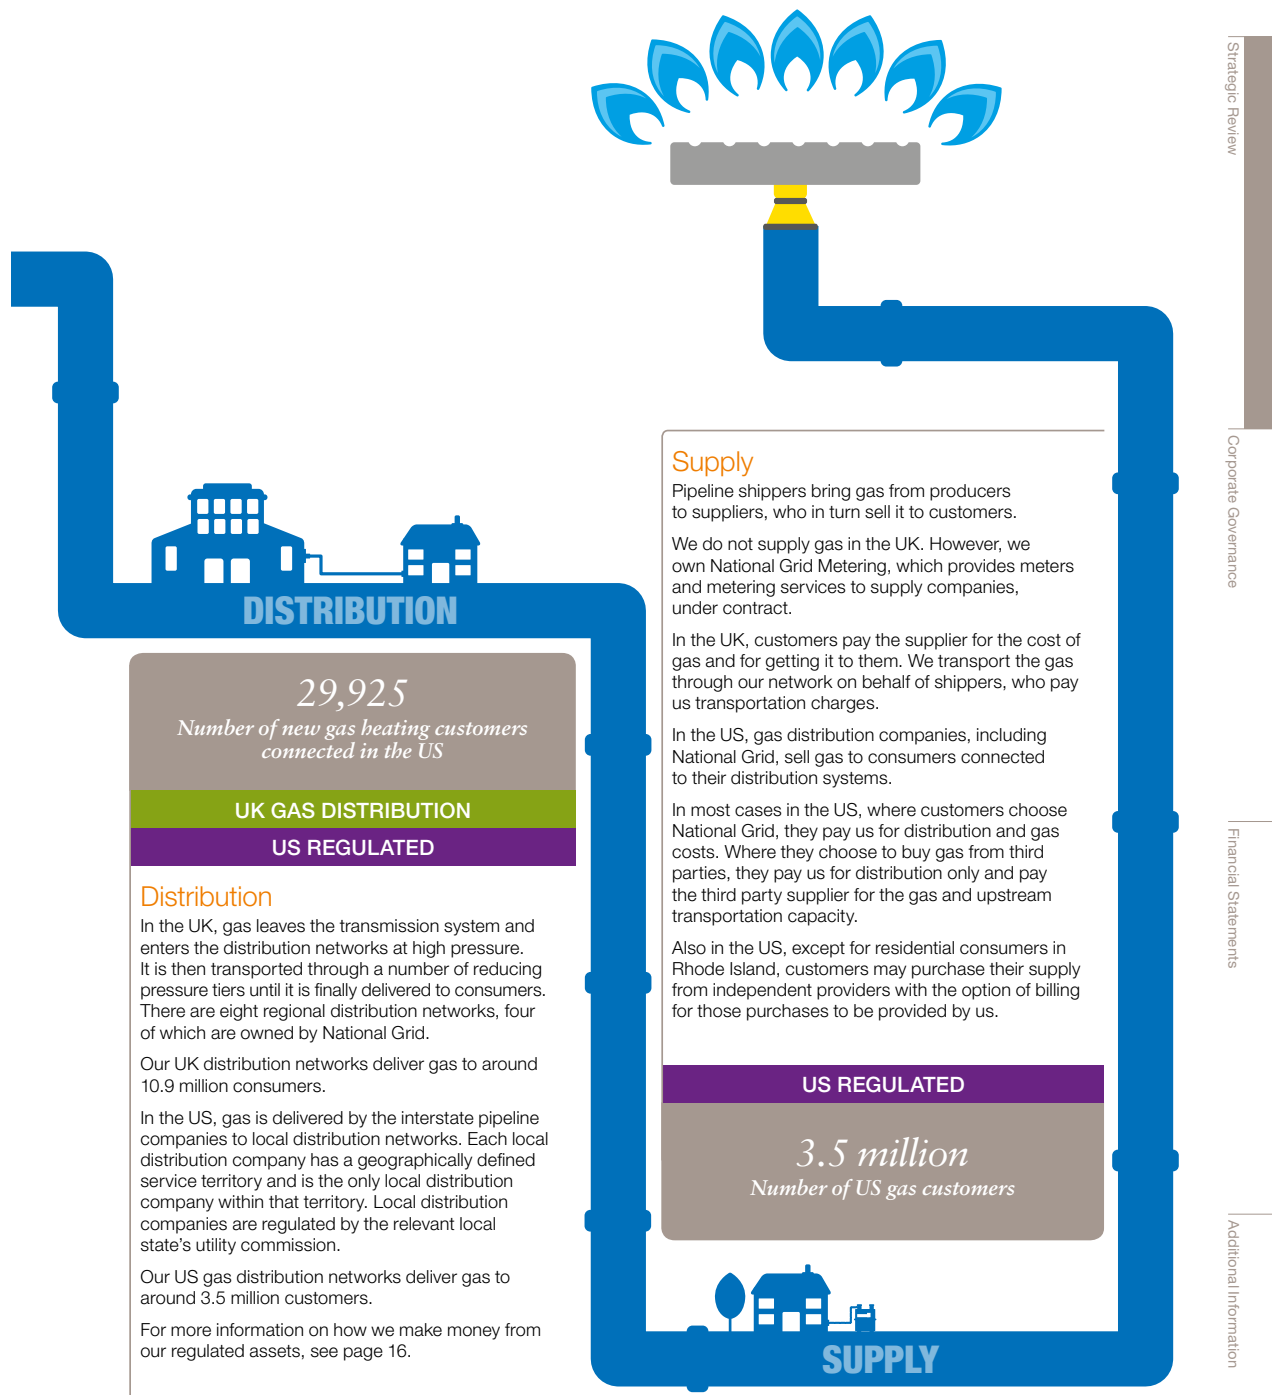 DISTRIBUTION
29,925
Number of new gas heating customers
connected in the US
UK GAS DISTRIBUTION
US REGULATED
Distribution
In the UK, gas leaves the transmission system and
enters the distribution networks at high pressure.
It is then transported through a number of reducing
pressure tiers until it is finally delivered to consumers.
There are eight regional distribution networks, four
of which are owned by National Grid.
Our UK distribution networks deliver gas to around
10.9 million consumers.
In the US, gas is delivered by the interstate pipeline
companies to local distribution networks. Each local
distribution company has a geographically defined
service territory and is the only local distribution
company within that territory. Local distribution
companies are regulated by the relevant local
state's utility commission.
Our US gas distribution networks deliver gas to
around 3.5 million customers.
For more information on how we make money from
our regulated assets, see page 16.
Supply
Pipeline shippers bring gas from producers
to suppliers, who in turn sell it to customers.
We do not supply gas in the UK. However, we
own National Grid Metering, which provides meters
and metering services to supply companies,
under contract.
In the UK, customers pay the supplier for the cost of
gas and for getting it to them. We transport the gas
through our network on behalf of shippers, who pay
us transportation charges.
In the US, gas distribution companies, including
National Grid, sell gas to consumers connected
to their distribution systems.
In most cases in the US, where customers choose
National Grid, they pay us for distribution and gas
costs. Where they choose to buy gas from third
parties, they pay us for distribution only and pay
the third party supplier for the gas and upstream
transportation capacity.
Also in the US, except for residential consumers in
Rhode Island, customers may purchase their supply
from independent providers with the option of billing
for those purchases to be provided by us.
US REGULATED
3.5 million
Number of US gas customers
SUPPLY
Strategic Review
Corporate Governance
Financial Statements
Additional Information